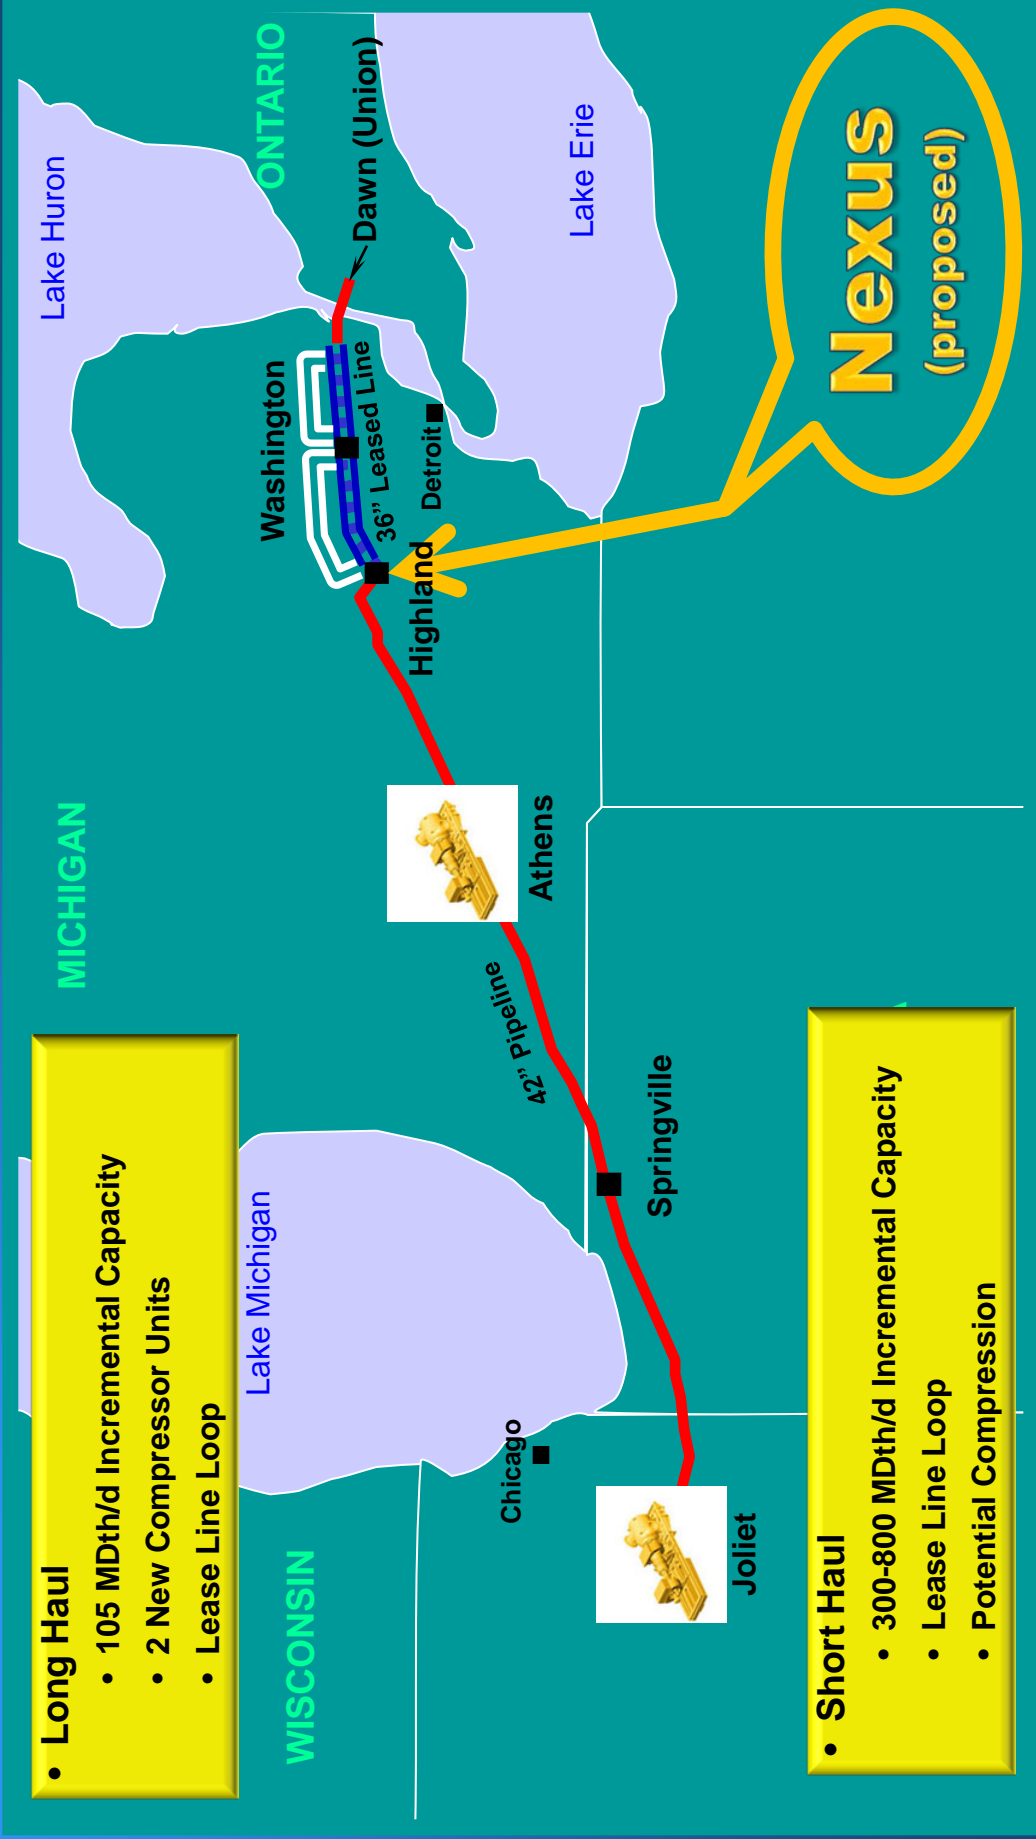 • Long Haul
• 105 MDth/d Incremental Capacity
• 2 New Compressor Units
• Lease Line Loop
MICHIGAN
Lake Huron
WISCONSIN
Lake Michigan
ONTARIO
Washington
Dawn (Union)
36” Leased Line
Highland
Detroit
Lake Erie
Chicago
42” Pipeline
Athens
Springville
Joliet
• Short Haul
• 300-800 MDth/d Incremental Capacity
• Lease Line Loop
• Potential Compression
Nexus
(proposed)